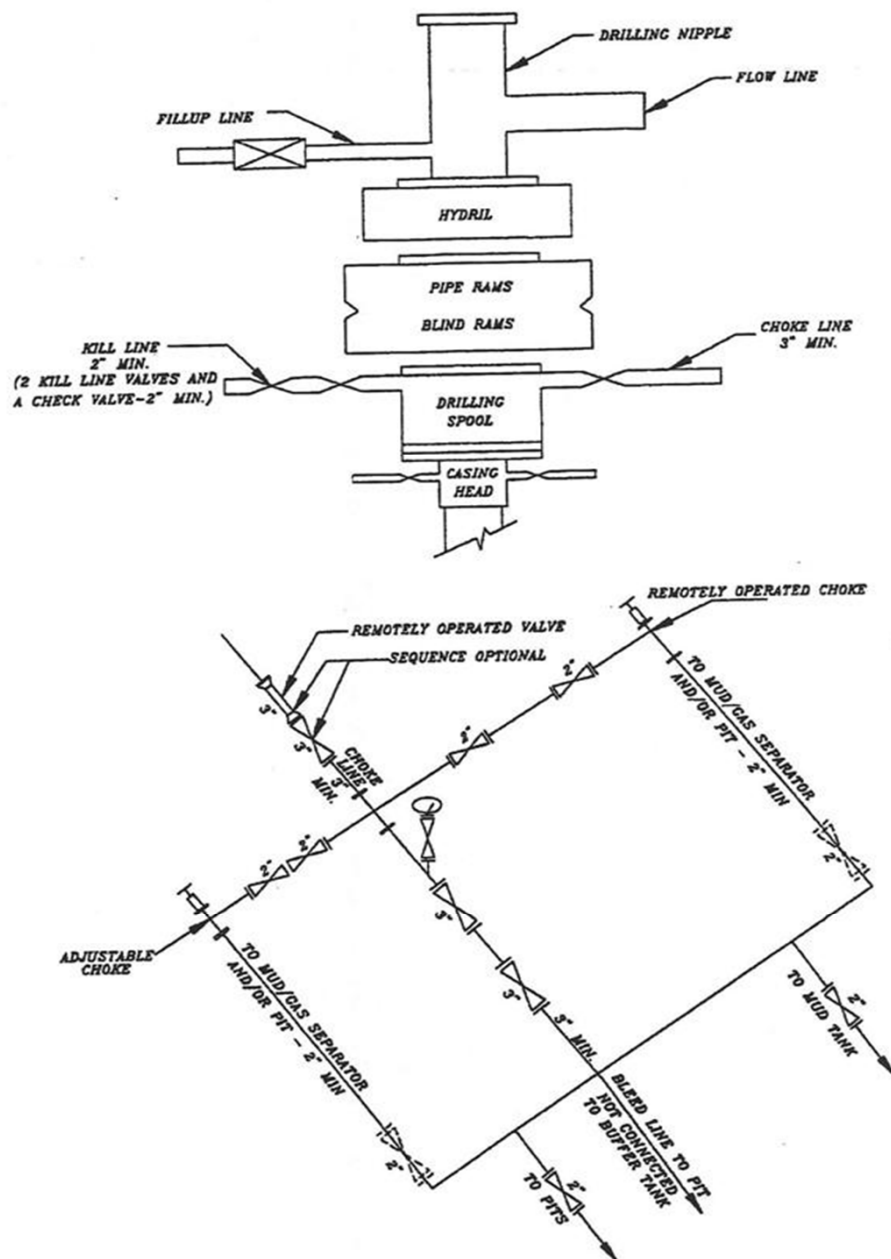 DRILLING NIPPLE
FLOW LINE
FILLUP LINE
HYDRIL
PIPE RAMS
BLIND RAMS
CHOKE LINE
3" MIN.
KILL LINE
2" MIN.
(2 KILL LINE VALVES AND
A CHECK VALVE-2" MIN.)
DRILLING
SPOOL
CASING
HEAD
REMOTELY OPERATED CHOKE
REMOTELY OPERATED VALVE
SEQUENCE OPTIONAL
3"
3"
CHOKE
LINE
3"
MIN.
2"
2"
TO MUD/GAS SEPARATOR
AND/OR PIT - 2" MIN
2"
2"
2"
3"
3"
3" MIN.
ADJUSTABLE
CHOKE
TO MUD/GAS SEPARATOR
AND/OR PIT - 2" MIN
2"
2"
TO MUD TANK
BLEED LINE TO PIT
NOT CONNECTED
TO BUFFER TANK
2"
TO PITS